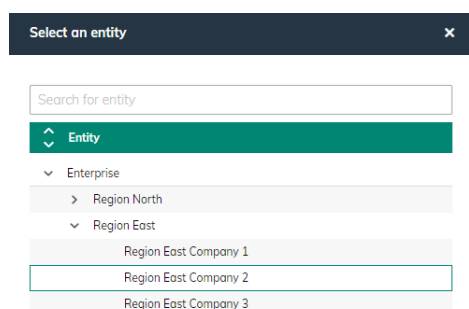 Select an entity
Search for entity
Entity
Enterprise
Region North
Region East
Region East Company 1
Region East Company 2
Region East Company 3